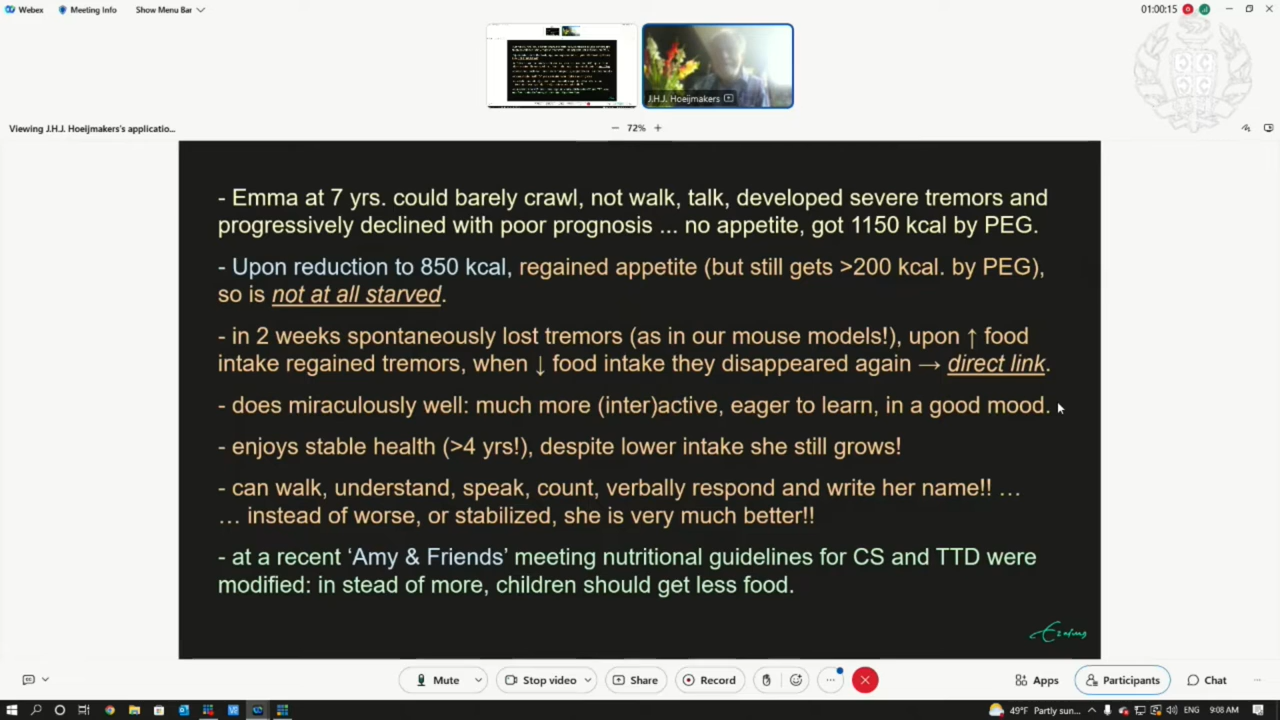 Webex
Meeting Info
Show Menu Bar
01:00:15
J.H.J. Hoeijmakers
Viewing J.H.J. Hoeijmakers's applicatio...
72%
- Emma at 7 yrs. could barely crawl, not walk, talk, developed severe tremors and
progressively declined with poor prognosis ... no appetite, got 1150 kcal by PEG.
- Upon reduction to 850 kcal, regained appetite (but still gets >200 kcal. by PEG),
so is not at all starved.
- in 2 weeks spontaneously lost tremors (as in our mouse models!), upon ↑ food
intake regained tremors, when ↓ food intake they disappeared again → direct link.
- does miraculously well: much more (inter)active, eager to learn, in a good mood.
- enjoys stable health (>4 yrs!), despite lower intake she still grows!
- can walk, understand, speak, count, verbally respond and write her name!! …
… instead of worse, or stabilized, she is very much better!!
- at a recent ‘Amy & Friends’ meeting nutritional guidelines for CS and TTD were
modified: in stead of more, children should get less food.
Erasmus
Mute
Stop video
Share
Record
Apps
Participants
Chat
49°F Partly sun...
ENG
9:08 AM